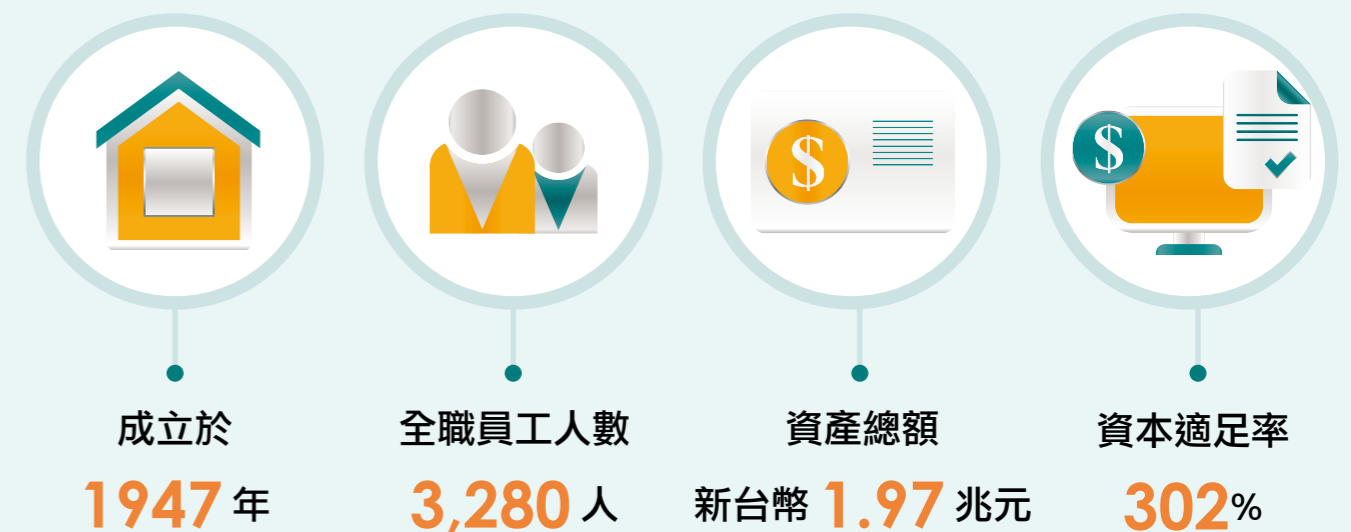 成立於
1947 年
全職員工人數
3,280 人
資產總額
新台幣 1.97 兆元
資本適足率
302%